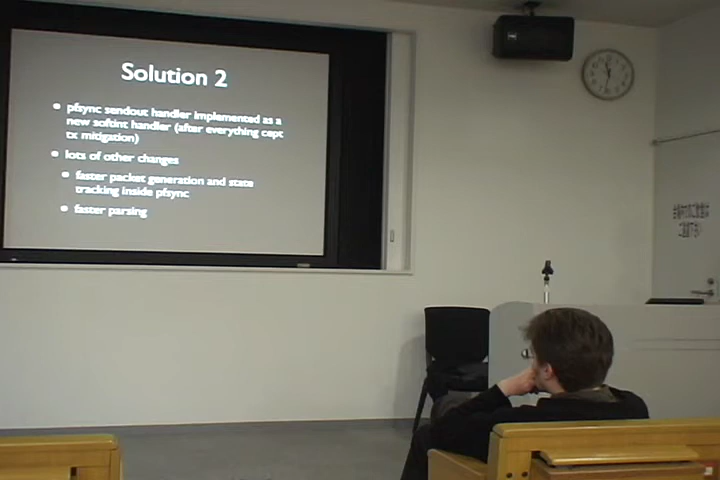 Solution 2
pfsync sendout handler implemented as a
new softint handler (after everything cept
tx mitigation)
lots of other changes
faster packet generation and state
tracking inside pfsync
faster parsing